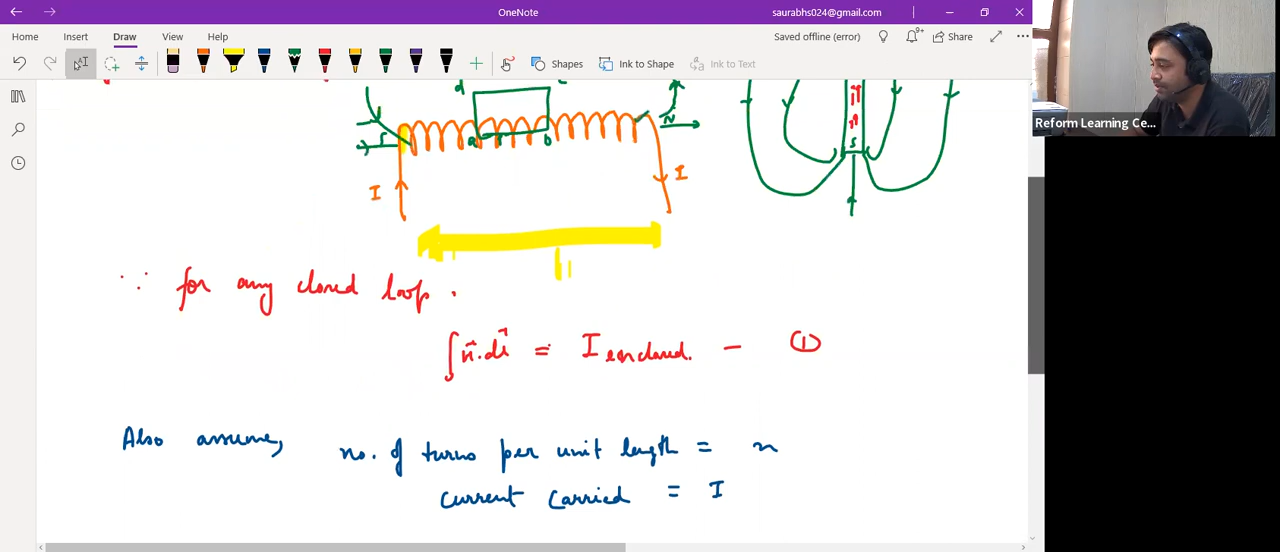 OneNote
saurabhs024@gmail.com
Home Insert Draw View Help
Saved offline (error)
9+
Share
Shapes
Ink to Shape
Ink to Text
Reform Learning Ce...
d
a b
N
S
I I
∵ for any closed loop.
∫ H⃗.dl⃗ = I enclosed. — ①
Also assume, no. of turns per unit length = n
current carried = I